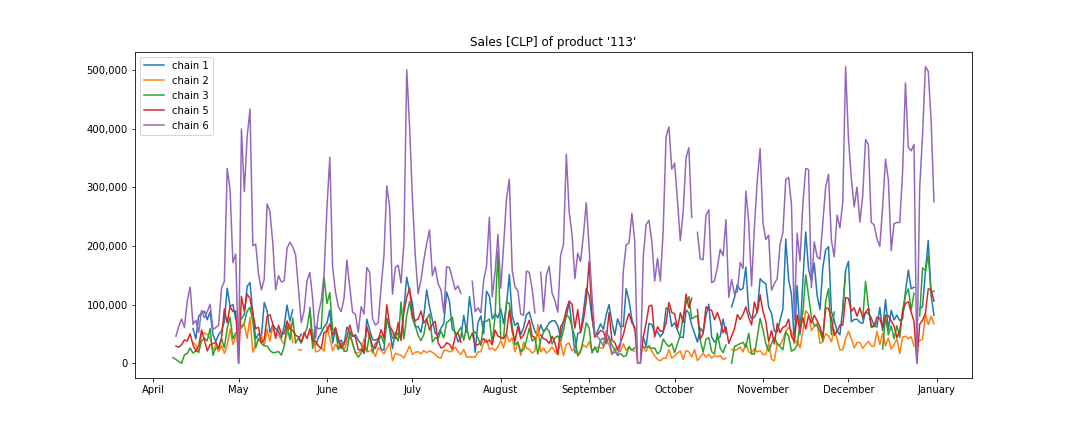 Sales [CLP] of product '113'
chain 1
chain 2
chain 3
chain 5
chain 6
500,000
400,000
300,000
200,000
100,000
0
April May June July August September October November December January